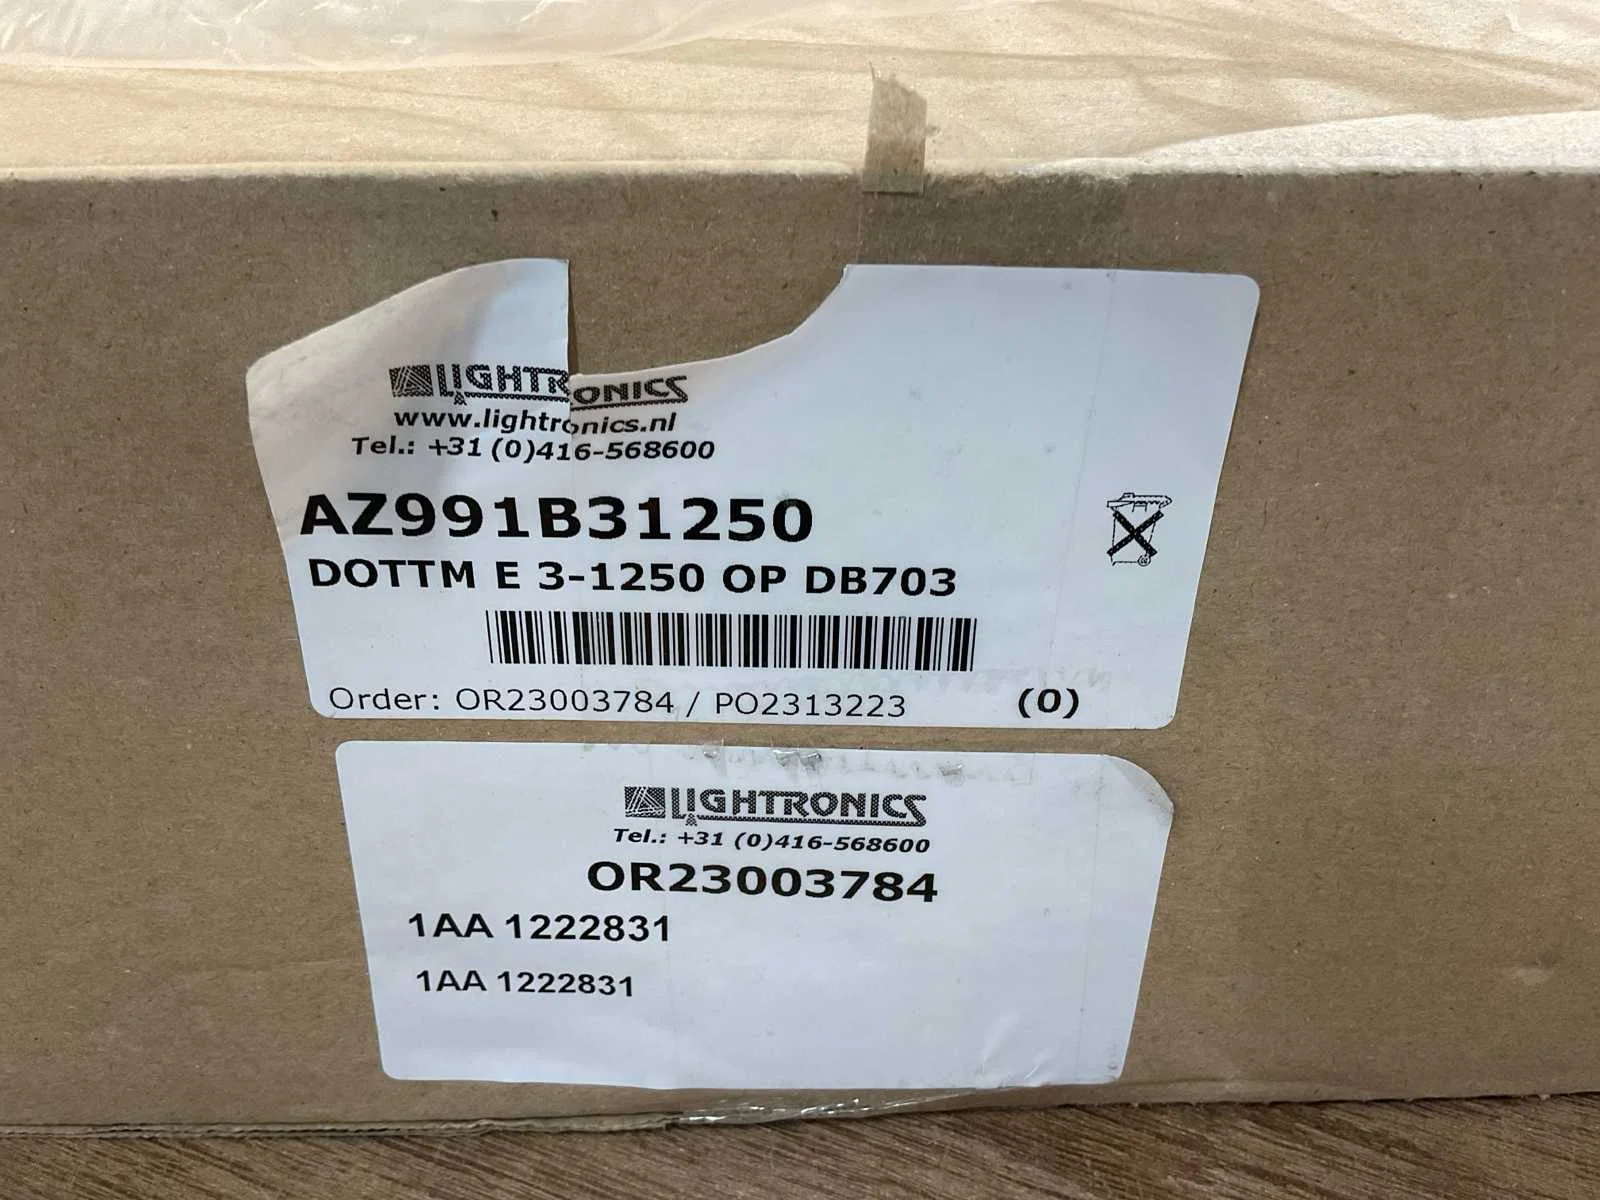 LIGHTRONICS
www.lightronics.nl
Tel.: +31 (0)416-568600
AZ991B31250
DOTTM E 3-1250 OP DB703
Order: OR23003784 / PO2313223 (0)
LIGHTRONICS
Tel.: +31 (0)416-568600
OR23003784
1AA 1222831
1AA 1222831